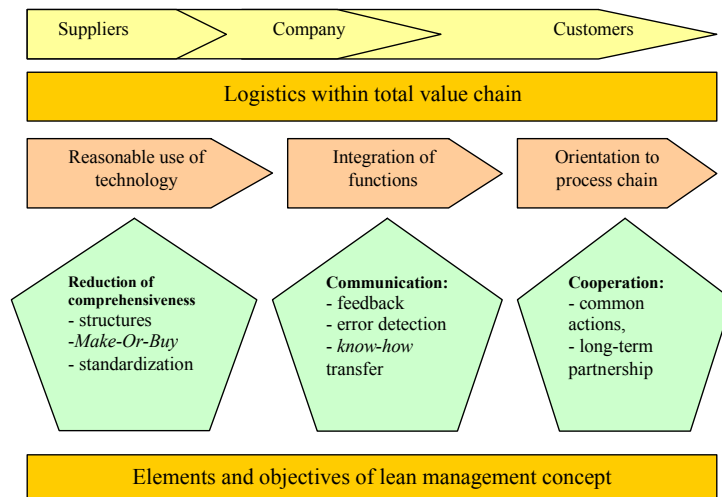 Suppliers
Company
Customers
Logistics within total value chain
Reasonable use of
technology
Integration of
functions
Orientation to
process chain
Reduction of
comprehensiveness
- structures
-Make-Or-Buy
- standardization
Communication:
- feedback
- error detection
- know-how
transfer
Cooperation:
- common
actions,
- long-term
partnership
Elements and objectives of lean management concept